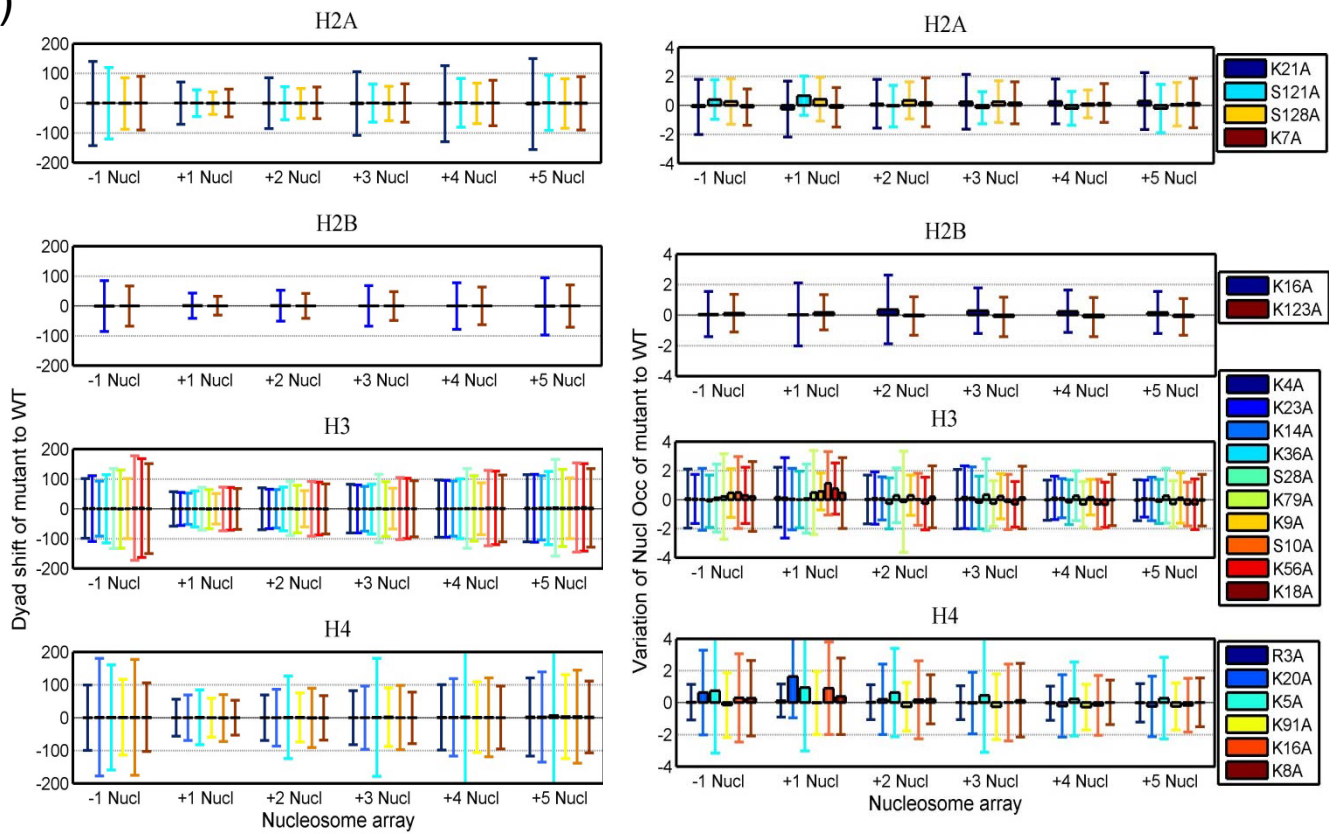 )
H2A
200
100
0
-100
-200
-1 Nucl +1 Nucl +2 Nucl +3 Nucl +4 Nucl +5 Nucl
H2B
200
100
0
-100
-200
-1 Nucl +1 Nucl +2 Nucl +3 Nucl +4 Nucl +5 Nucl
H3
200
100
0
-100
-200
-1 Nucl +1 Nucl +2 Nucl +3 Nucl +4 Nucl +5 Nucl
H4
200
100
0
-100
-200
-1 Nucl +1 Nucl +2 Nucl +3 Nucl +4 Nucl +5 Nucl
Nucleosome array
Dyad shift of mutant to WT
H2A
4
2
0
-2
-4
-1 Nucl +1 Nucl +2 Nucl +3 Nucl +4 Nucl +5 Nucl
K21A
S121A
S128A
K7A
H2B
4
2
0
-2
-4
-1 Nucl +1 Nucl +2 Nucl +3 Nucl +4 Nucl +5 Nucl
K16A
K123A
H3
4
2
0
-2
-4
-1 Nucl +1 Nucl +2 Nucl +3 Nucl +4 Nucl +5 Nucl
K4A
K23A
K14A
K36A
S28A
K79A
K9A
S10A
K56A
K18A
H4
4
2
0
-2
-4
-1 Nucl +1 Nucl +2 Nucl +3 Nucl +4 Nucl +5 Nucl
Nucleosome array
R3A
K20A
K5A
K91A
K16A
K8A
Variation of Nucl Occ of mutant to WT